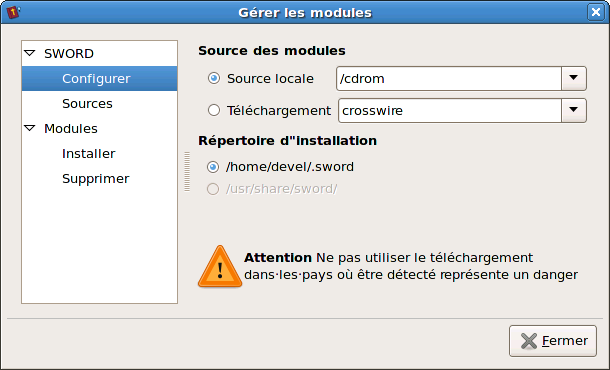 Gérer les modules
SWORD
Configurer
Sources
Modules
Installer
Supprimer
Source des modules
Source locale /cdrom
Téléchargement crosswire
Répertoire d"installation
/home/devel/.sword
/usr/share/sword/
Attention Ne pas utiliser le téléchargement
dans·les·pays où être détecté représente un danger
Fermer